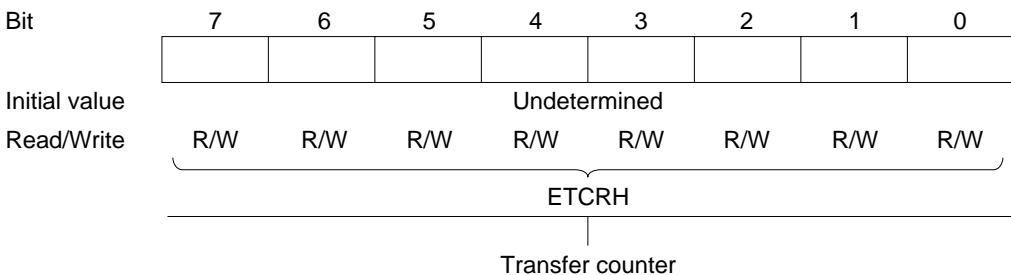 Bit 7 6 5 4 3 2 1 0
Initial value Undetermined
Read/Write R/W R/W R/W R/W R/W R/W R/W R/W
ETCRH
Transfer counter